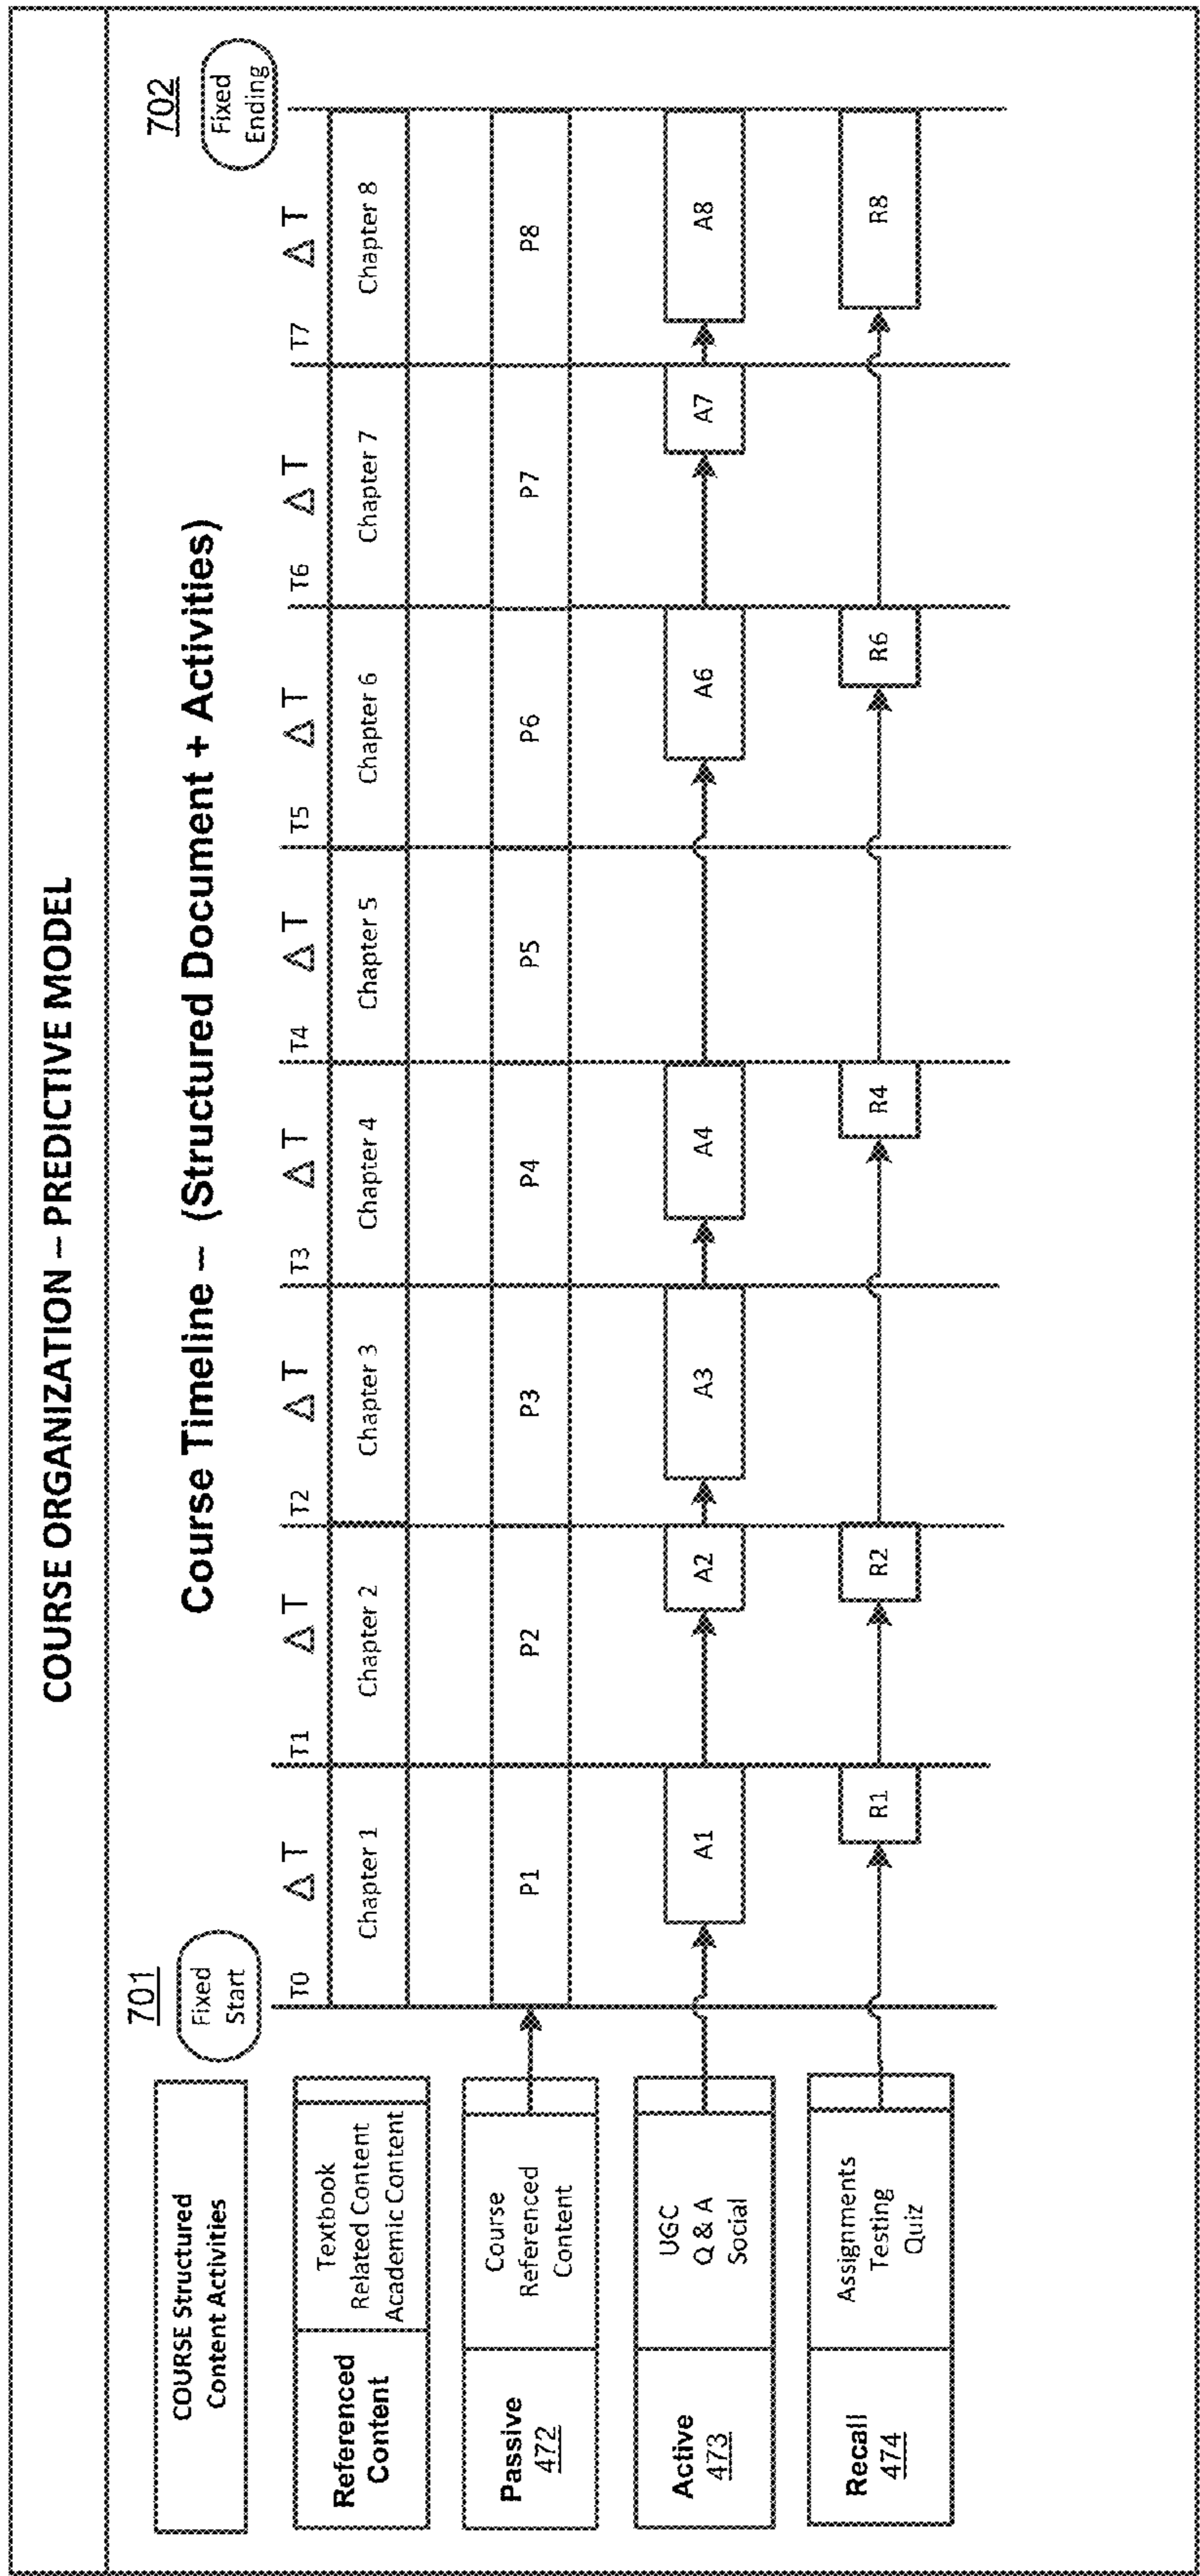 COURSE ORGANIZATION – PREDICTIVE MODEL
Course Timeline – (Structured Document + Activities)
701
702
COURSE Structured
Content Activities
Fixed
Start
Fixed
Ending
T0
Δ T
T1
Δ T
T2
Δ T
T3
Δ T
T4
Δ T
T5
Δ T
T6
Δ T
T7
Δ T
Referenced
Content
Textbook
Related Content
Academic Content
Chapter 1
Chapter 2
Chapter 3
Chapter 4
Chapter 5
Chapter 6
Chapter 7
Chapter 8
Passive
472
Course
Referenced
Content
P1
P2
P3
P4
P5
P6
P7
P8
Active
473
UGC
Q & A
Social
A1
A2
A3
A4
A6
A7
A8
Recall
474
Assignments
Testing
Quiz
R1
R2
R4
R6
R8